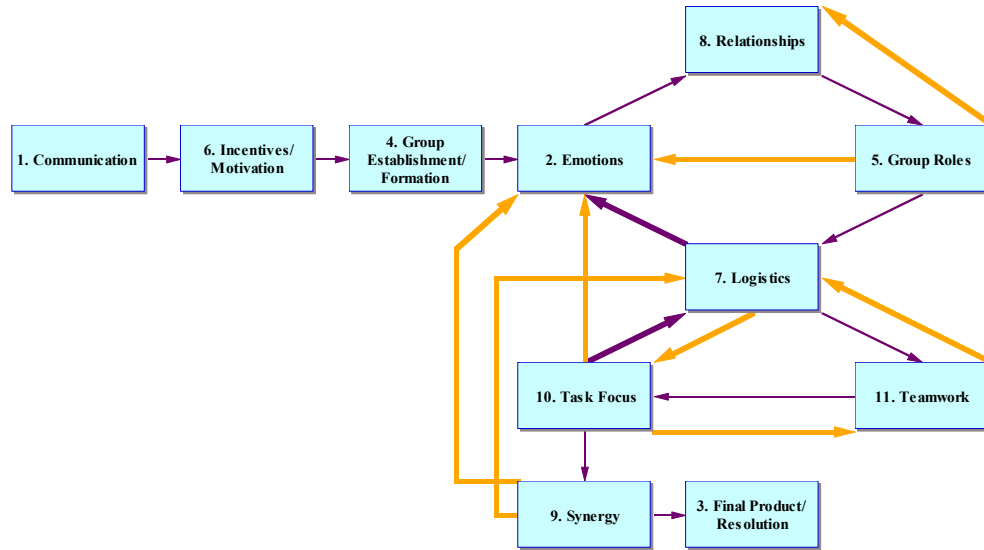 8. Relationships
1. Communication
6. Incentives/
Motivation
4. Group
Establishment/
Formation
2. Emotions
5. Group Roles
7. Logistics
10. Task Focus
11. Teamwork
9. Synergy
3. Final Product/
Resolution